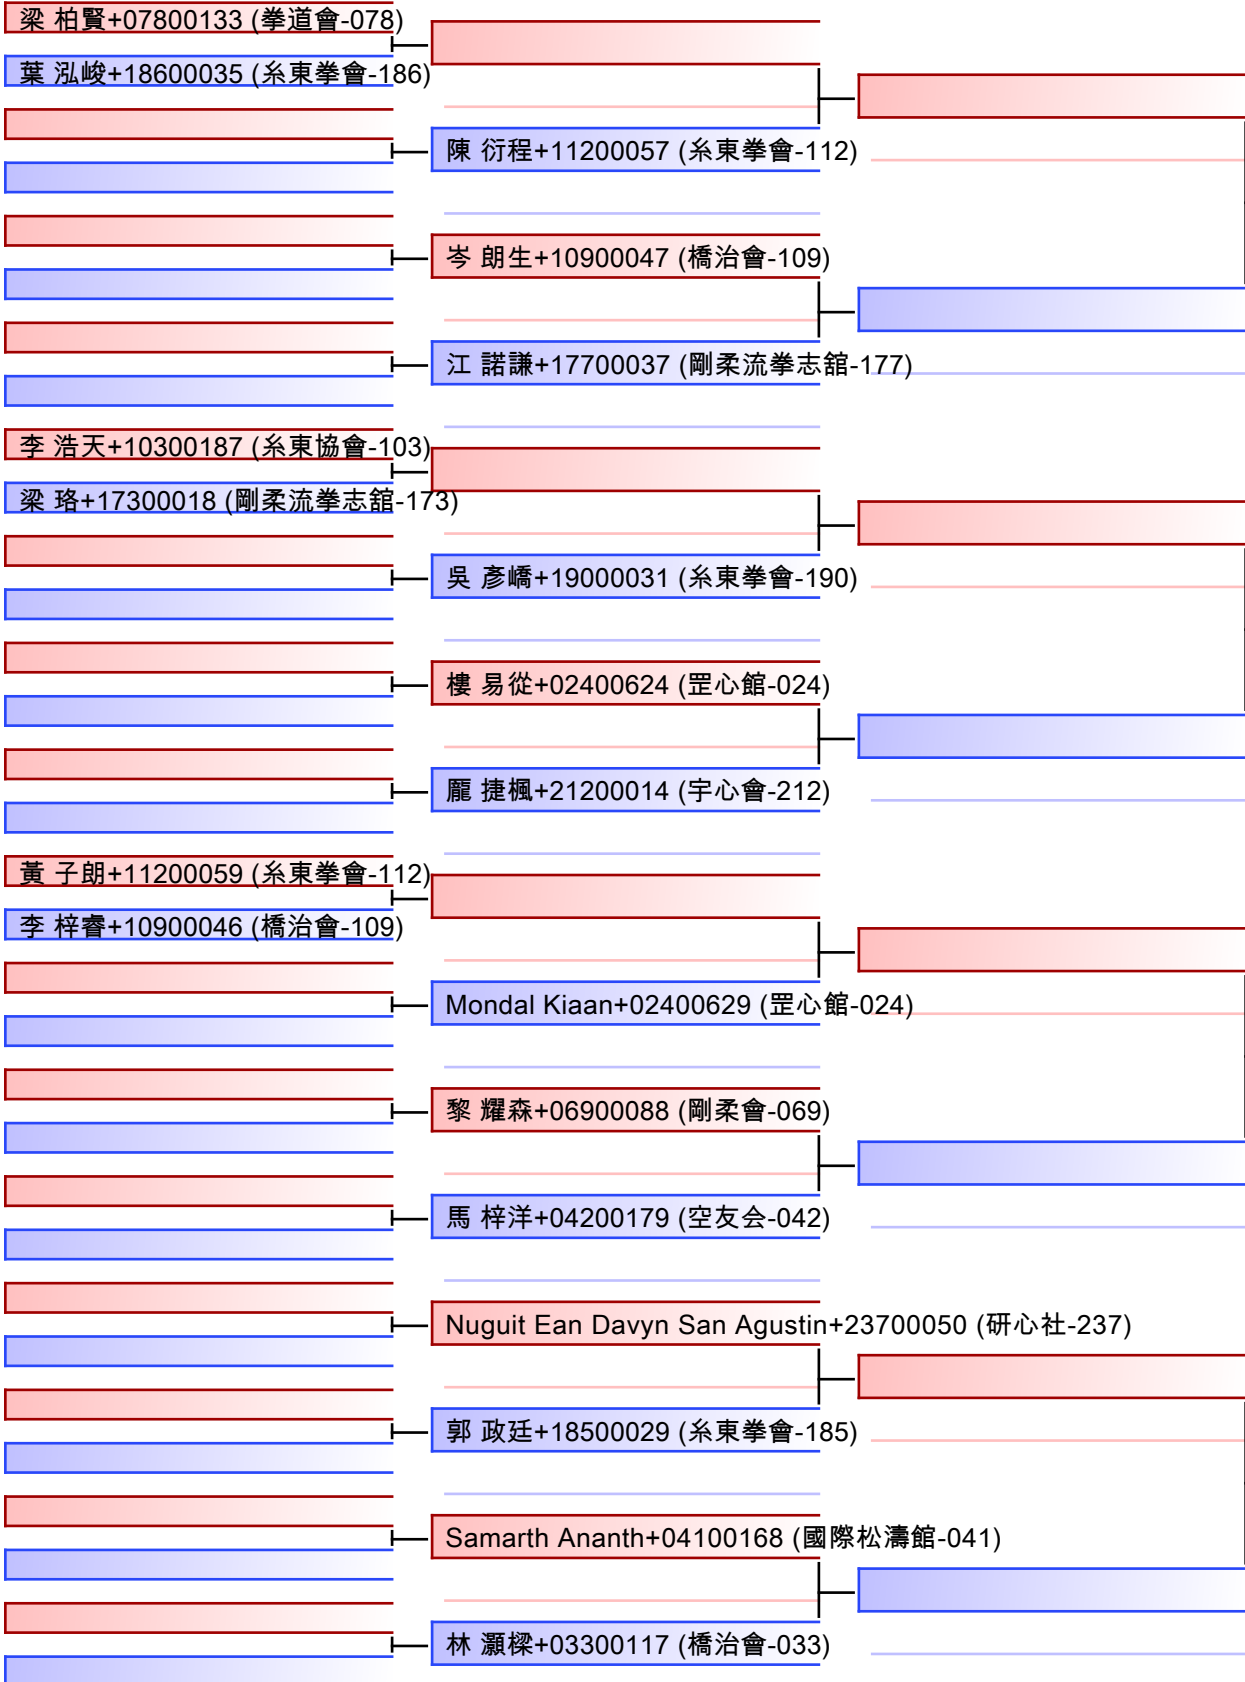 梁 柏賢+07800133 (拳道會-078)
葉 泓峻+18600035 (糸東拳會-186)
陳 衍程+11200057 (糸東拳會-112)
岑 朗生+10900047 (橋治會-109)
江 諾謙+17700037 (剛柔流拳志舘-177)
李 浩天+10300187 (糸東協會-103)
梁 珞+17300018 (剛柔流拳志舘-173)
吳 彥嶠+19000031 (糸東拳會-190)
樓 易從+02400624 (罡心館-024)
龎 捷楓+21200014 (宇心會-212)
黃 子朗+11200059 (糸東拳會-112)
李 梓睿+10900046 (橋治會-109)
Mondal Kiaan+02400629 (罡心館-024)
黎 耀森+06900088 (剛柔會-069)
馬 梓洋+04200179 (空友会-042)
Nuguit Ean Davyn San Agustin+23700050 (研心社-237)
郭 政廷+18500029 (糸東拳會-185)
Samarth Ananth+04100168 (國際松濤館-041)
林 灝樑+03300117 (橋治會-033)